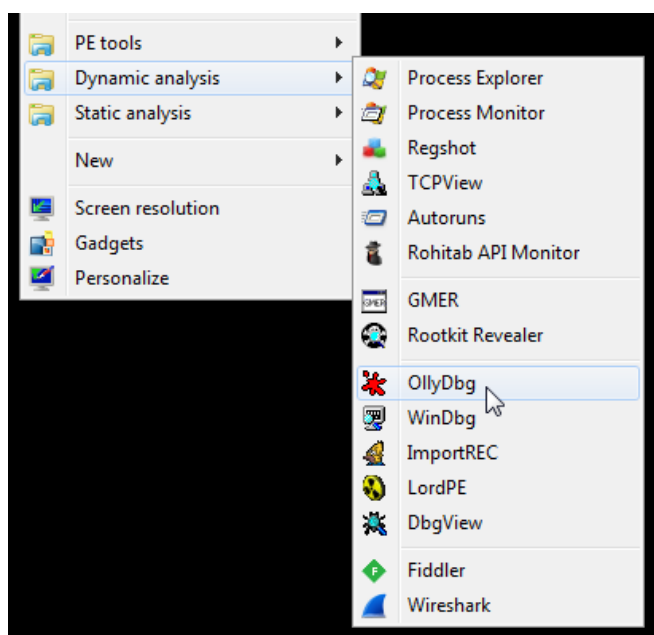 PE tools
Dynamic analysis
Static analysis
New
Screen resolution
Gadgets
Personalize
Process Explorer
Process Monitor
Regshot
TCPView
Autoruns
Rohitab API Monitor
GMER
GMER
Rootkit Revealer
OllyDbg
WinDbg
ImportREC
LordPE
DbgView
Fiddler
Wireshark